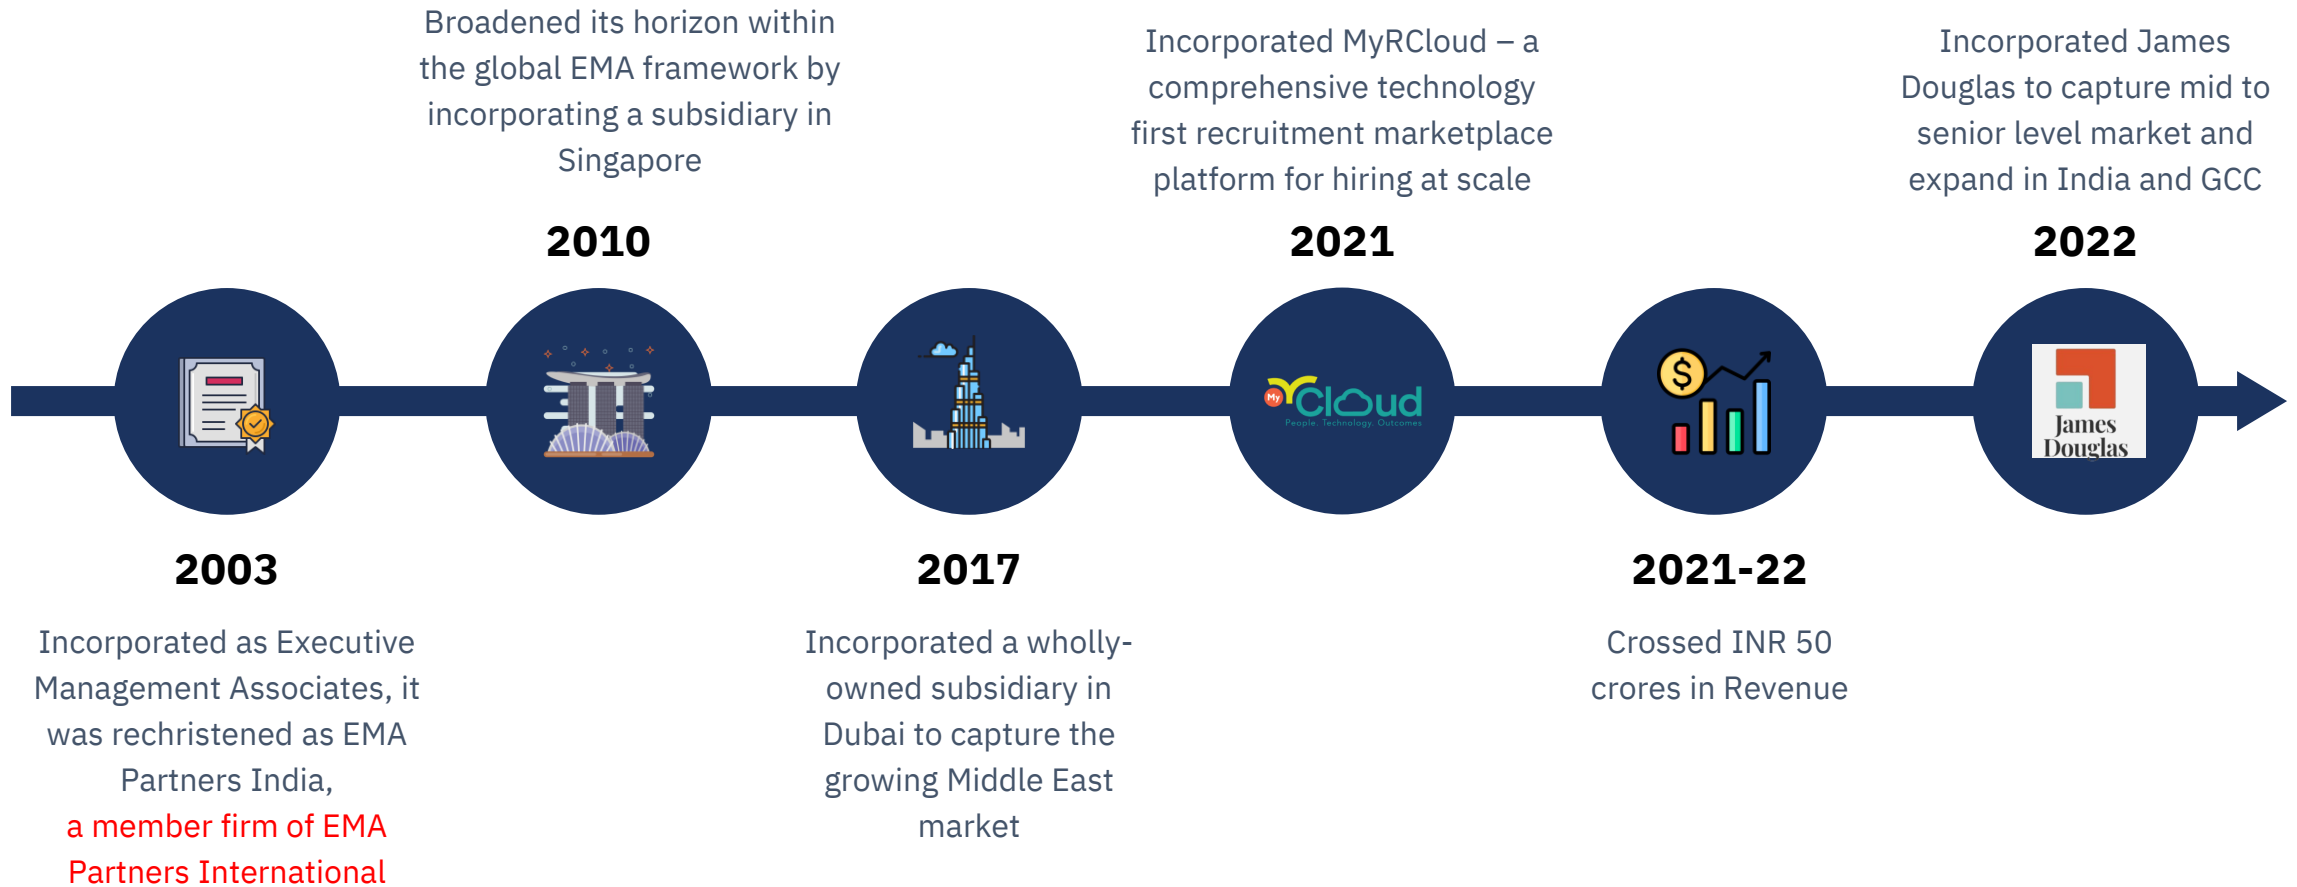 Broadened its horizon within
the global EMA framework by
incorporating a subsidiary in
Singapore
2010
Incorporated MyRCloud – a
comprehensive technology
first recruitment marketplace
platform for hiring at scale
2021
Incorporated James
Douglas to capture mid to
senior level market and
expand in India and GCC
2022
My rCloud
People. Technology. Outcomes
$
James
Douglas
2003
Incorporated as Executive
Management Associates, it
was rechristened as EMA
Partners India,
a member firm of EMA
Partners International
2017
Incorporated a wholly-
owned subsidiary in
Dubai to capture the
growing Middle East
market
2021-22
Crossed INR 50
crores in Revenue